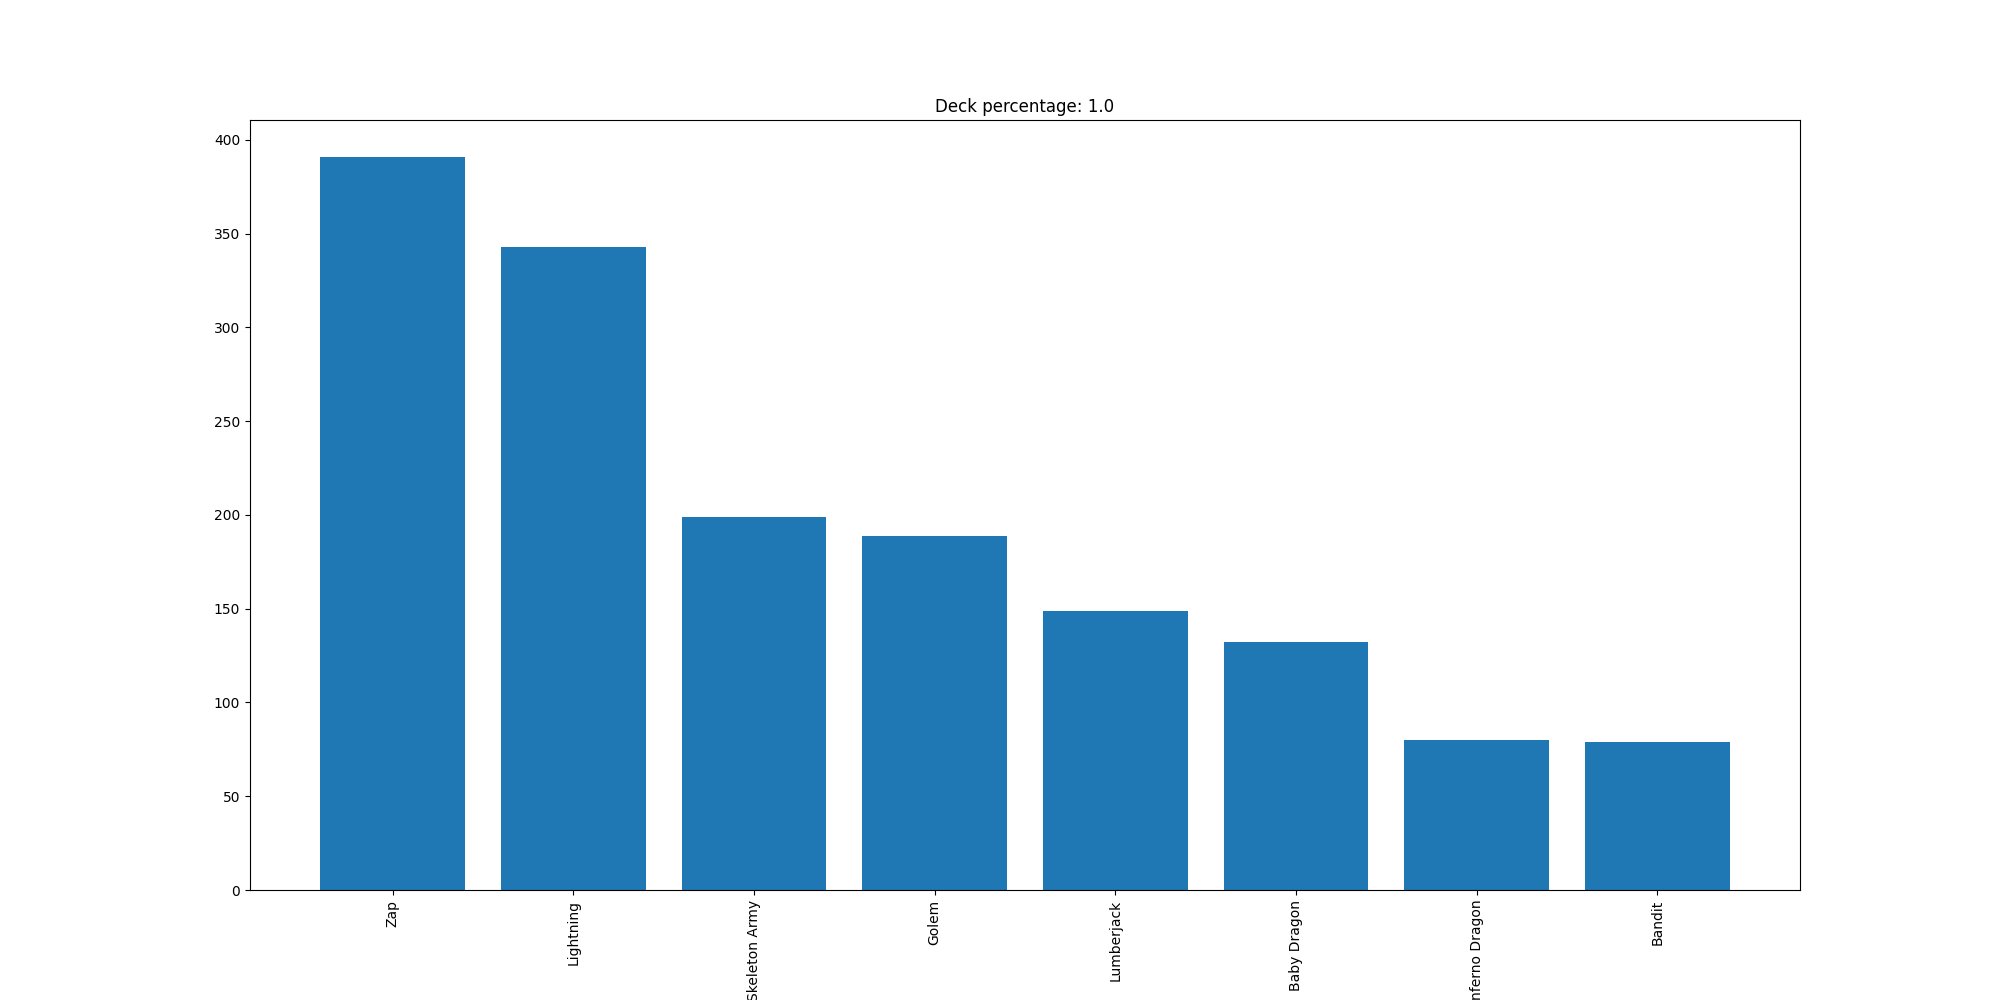 Deck percentage: 1.0
400
350
300
250
200
150
100
50
0
Zap
Lightning
Skeleton Army
Golem
Lumberjack
Baby Dragon
nferno Dragon
Bandit